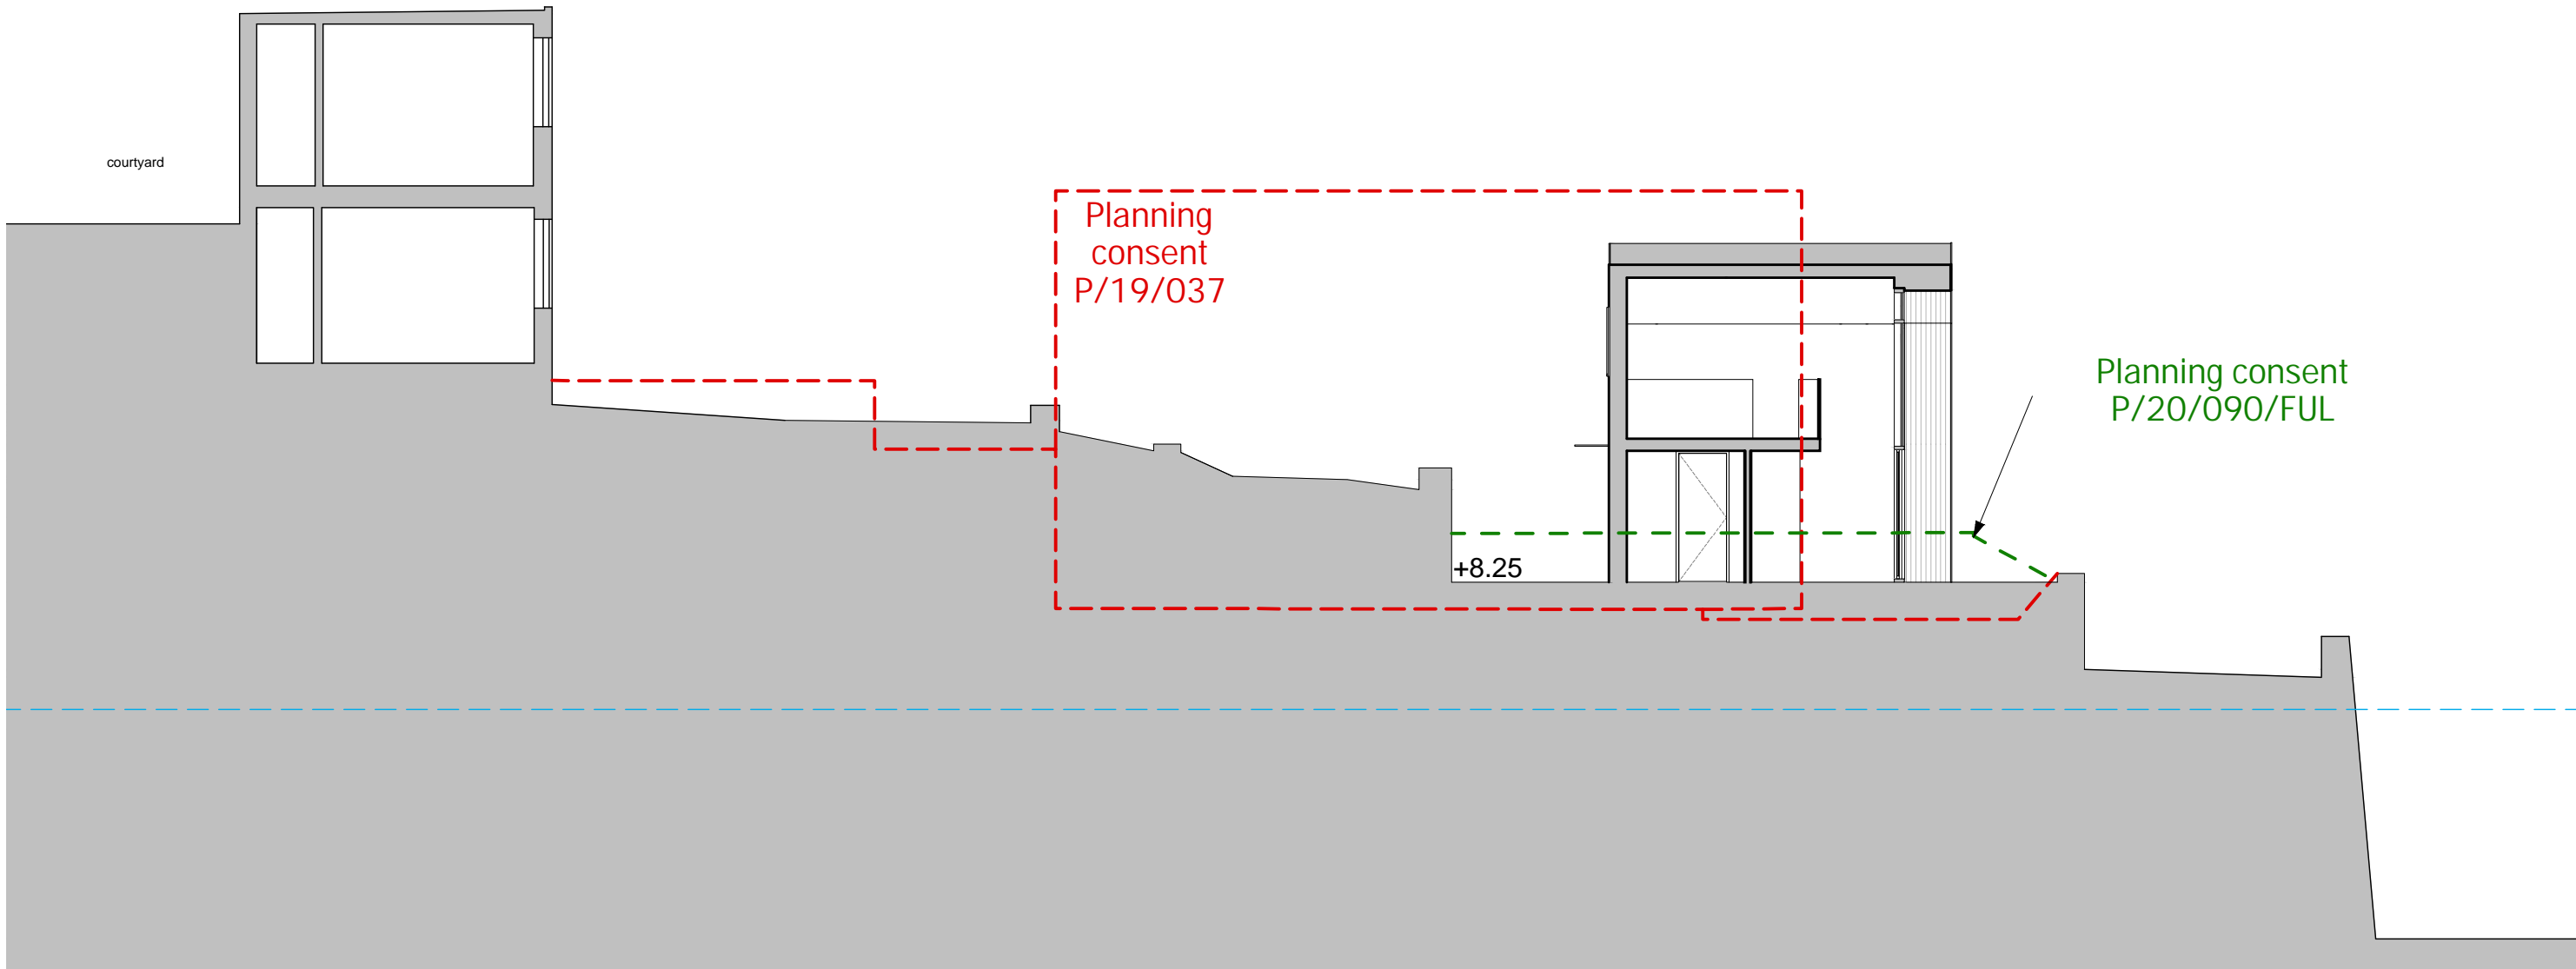 courtyard
Planning
consent
P/19/037
Planning consent
P/20/090/FUL
+8.25